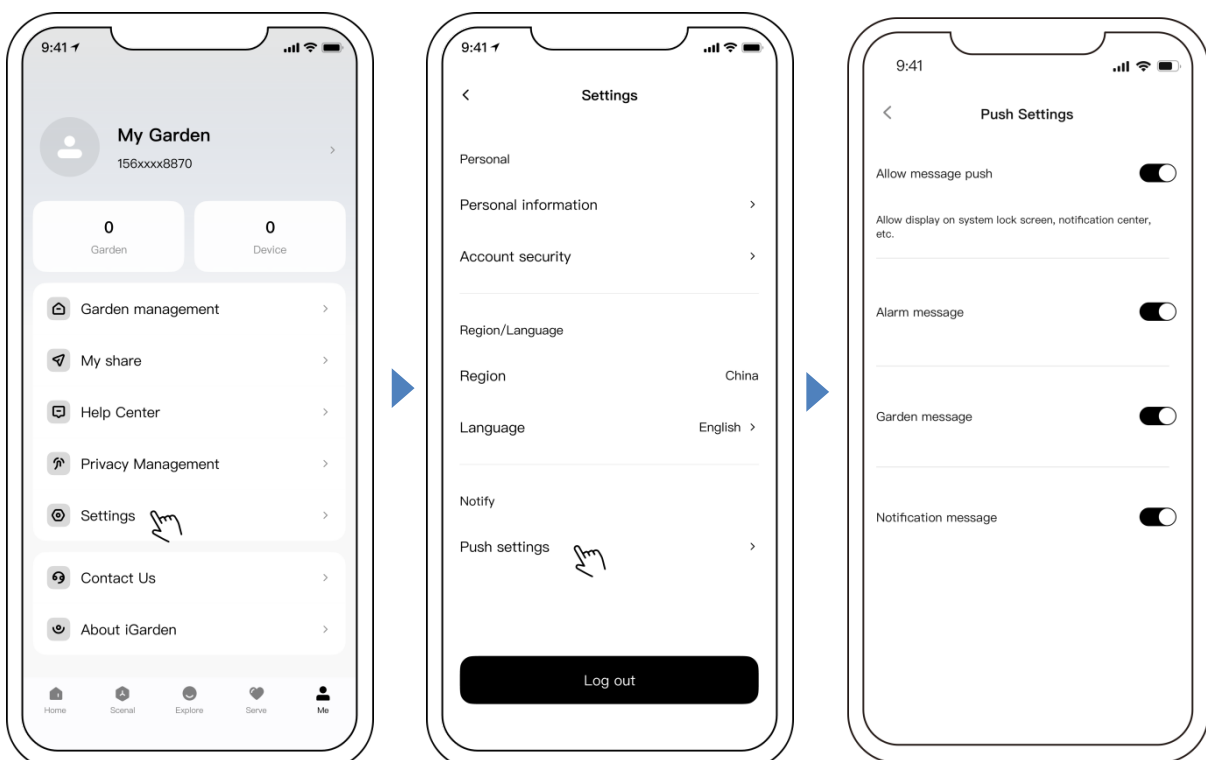 9:41
My Garden
156xxxx8870
0
Garden
0
Device
Garden management
My share
Help Center
Privacy Management
Settings
Contact Us
About iGarden
Home
Scenal
Explore
Serve
Me
9:41
Settings
Personal
Personal information
Account security
Region/Language
Region China
Language English
Notify
Push settings
Log out
9:41
Push Settings
Allow message push
Allow display on system lock screen, notification center,
etc.
Alarm message
Garden message
Notification message